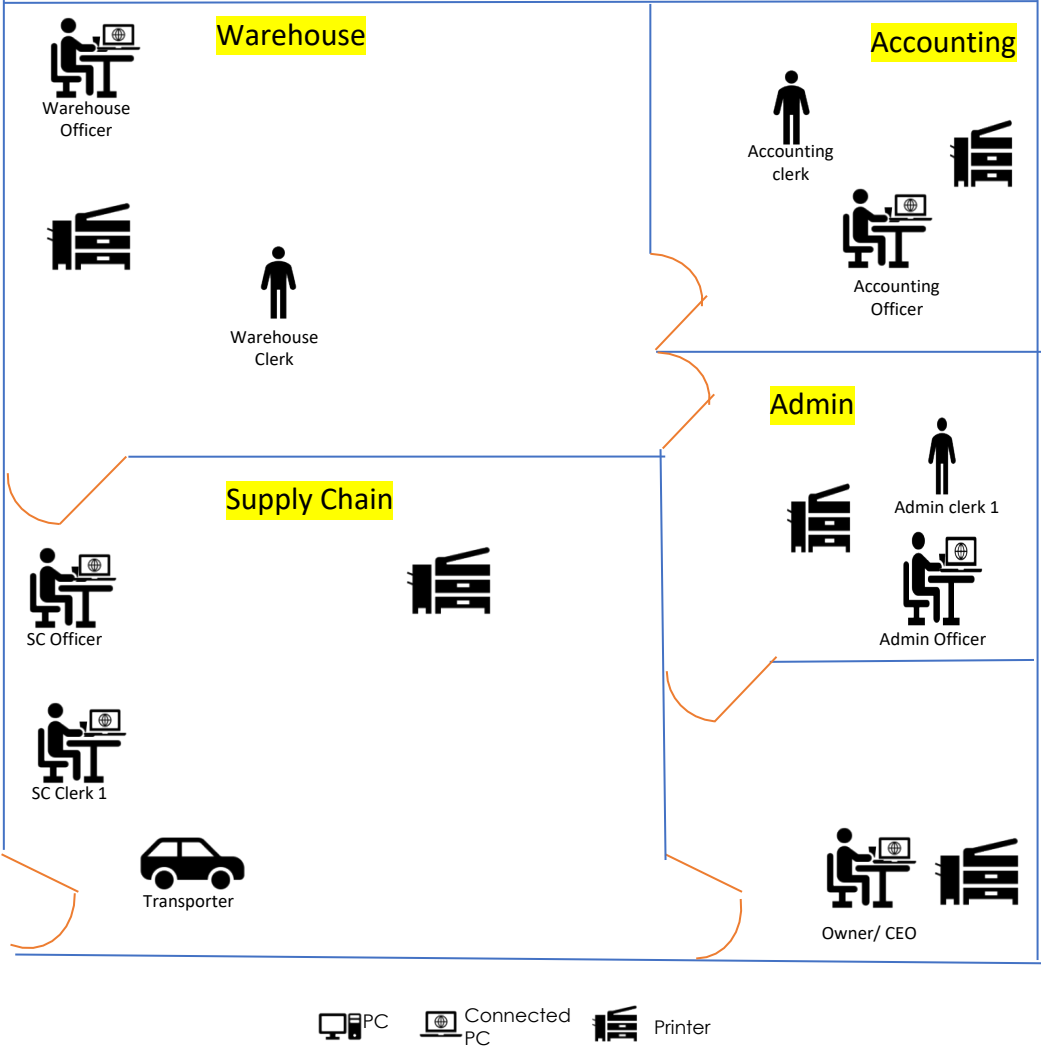 Warehouse
Accounting
Warehouse
Officer
Accounting
clerk
Accounting
Officer
Warehouse
Clerk
Admin
Supply Chain
Admin clerk 1
SC Officer
Admin Officer
SC Clerk 1
Transporter
Owner/ CEO
PC
Connected
PC
Printer